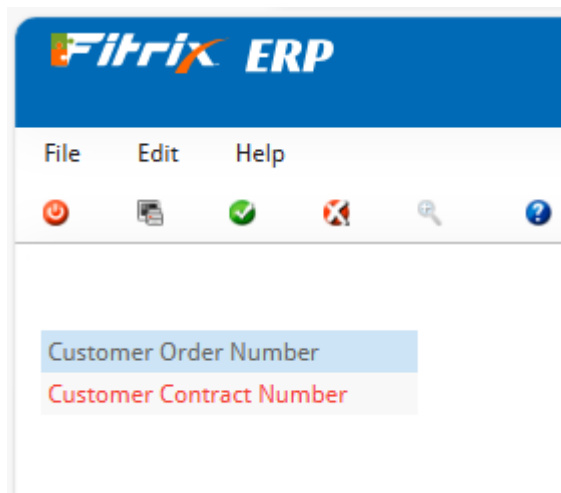 Fitrix ERP
File Edit Help
Customer Order Number
Customer Contract Number